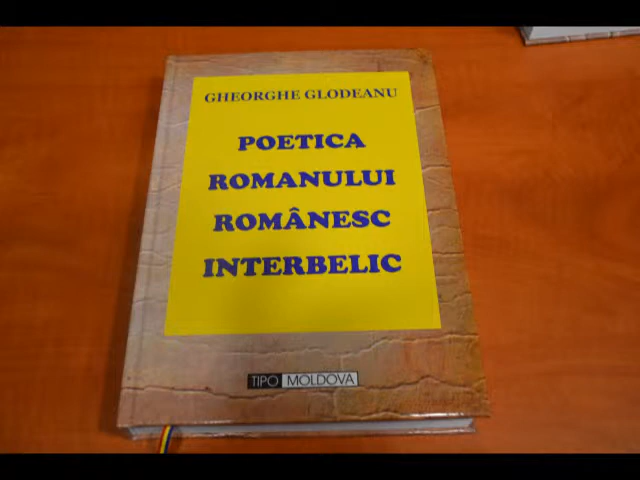 GHEORGHE GLODEANU
POETICA
ROMANULUI
ROMÂNESC
INTERBELIC
TIPO MOLDOVA